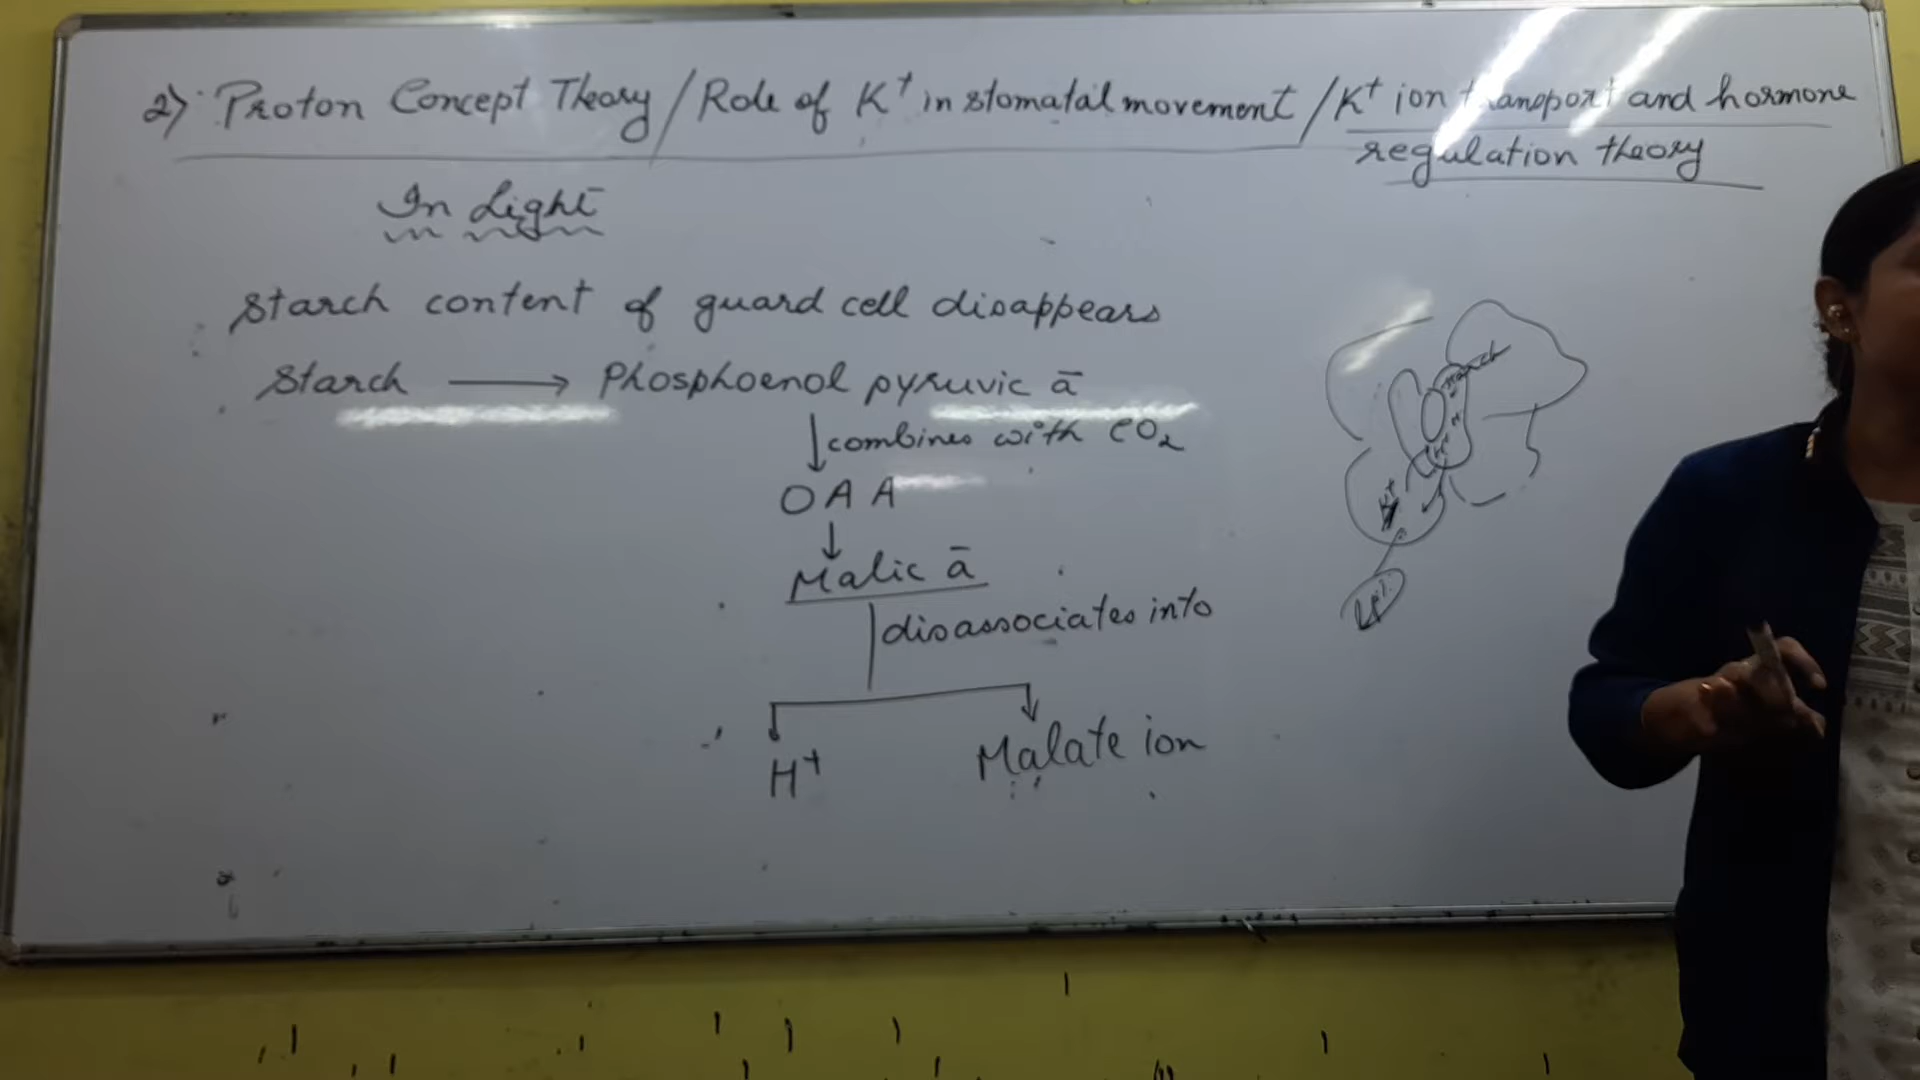 2) Proton Concept Theory / Role of K⁺ in stomatal movement / K⁺ ion transport and hormone
regulation theory
In Light
Starch content of guard cell disappears
Starch → Phosphoenol pyruvic ā
↓ combines with CO₂
OAA
↓
Malic ā
disassociates into
H⁺ Malate ion
starch
K⁺